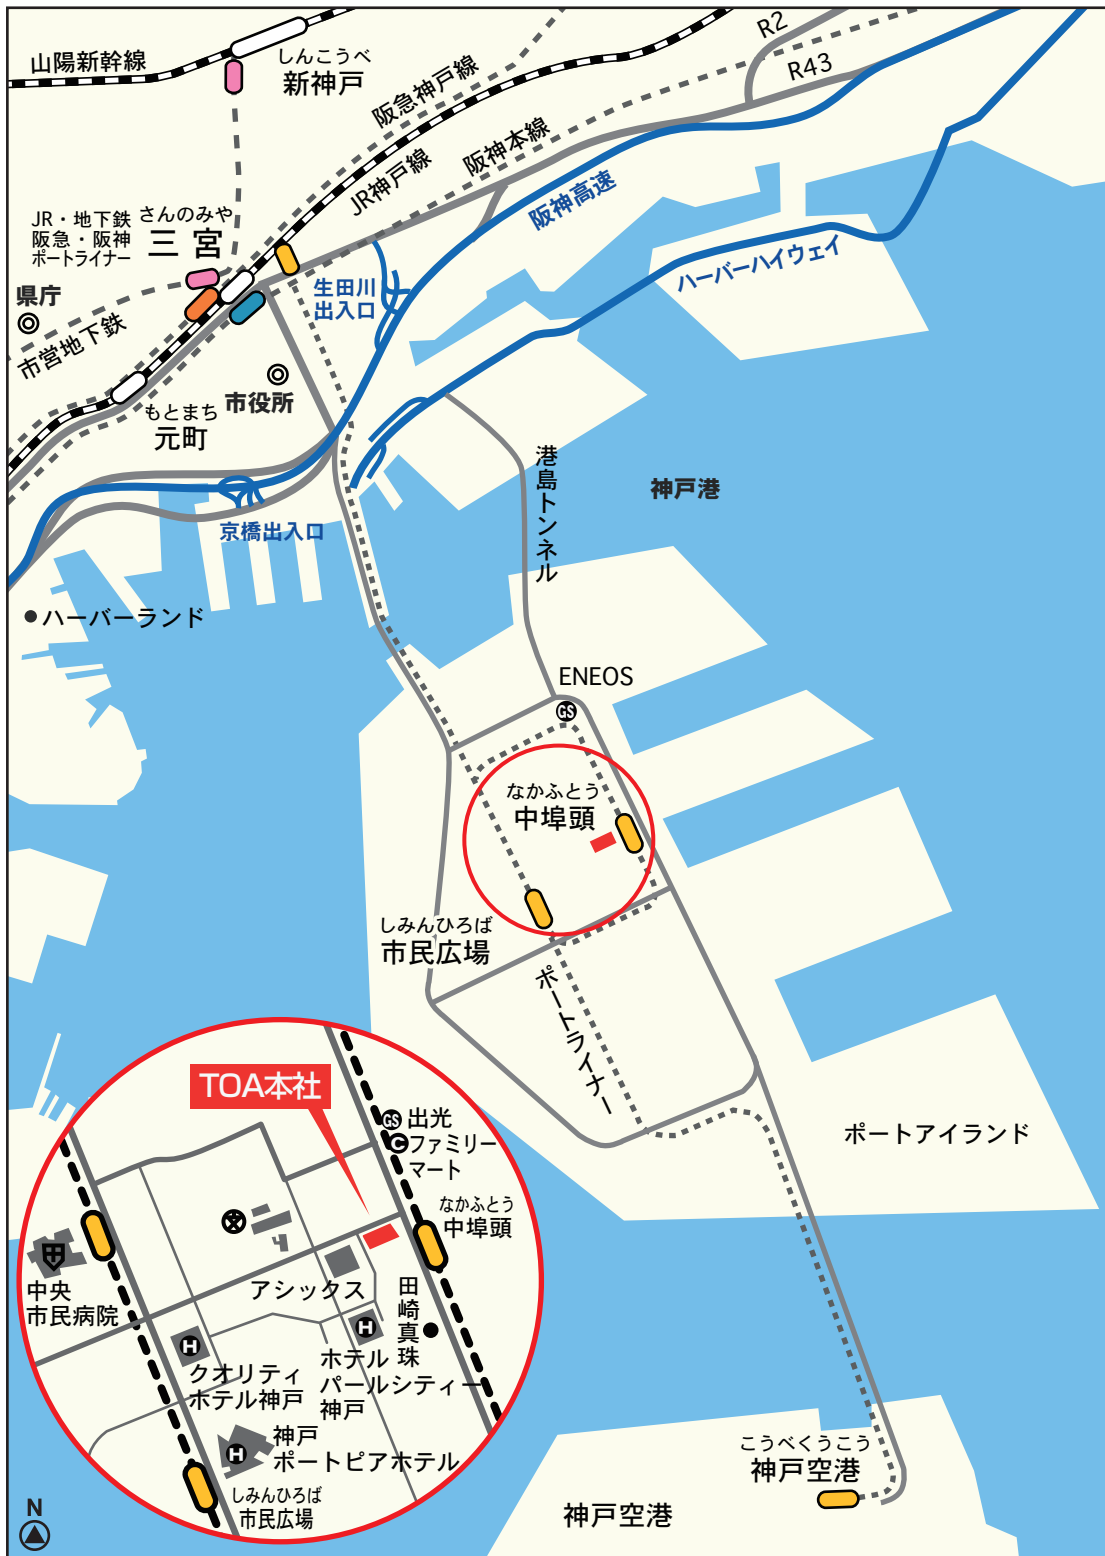 山陽新幹線
しんこうべ
新神戸
阪急神戸線
JR神戸線
阪神本線
R2
R43
阪神高速
ハーバーハイウェイ
JR・地下鉄
阪急・阪神
ポートライナー
さんのみや
三宮
県庁
市営地下鉄
生田川
出入口
市役所
もとまち
元町
京橋出入口
港島トンネル
神戸港
ハーバーランド
ENEOS
GS
なかふとう
中埠頭
しみんひろば
市民広場
ポートライナー
ポートアイランド
TOA本社
GS
出光
C
ファミリー
マート
なかふとう
中埠頭
中央
市民病院
アシックス
田崎真珠
H
クオリティ
ホテル神戸
H
ホテル
パールシティー
神戸
H
神戸
ポートピアホテル
しみんひろば
市民広場
こうべくうこう
神戸空港
神戸空港
N